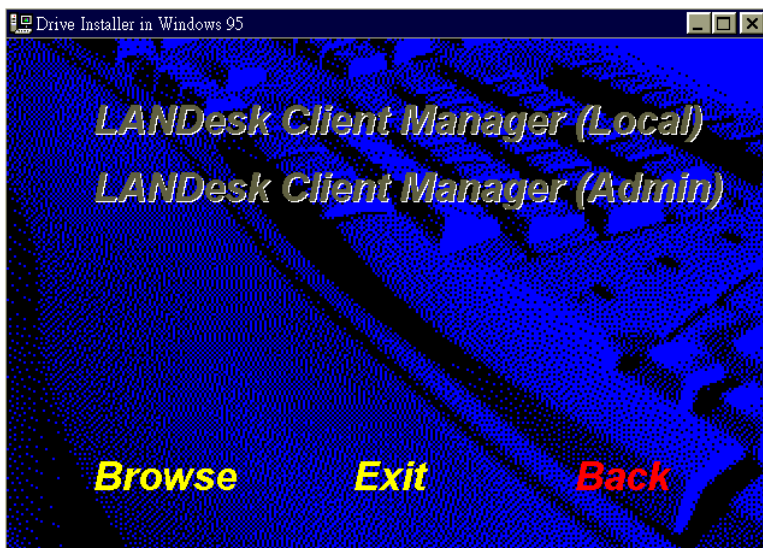 Drive Installer in Windows 95
LANDesk Client Manager (Local)
LANDesk Client Manager (Admin)
Browse Exit Back